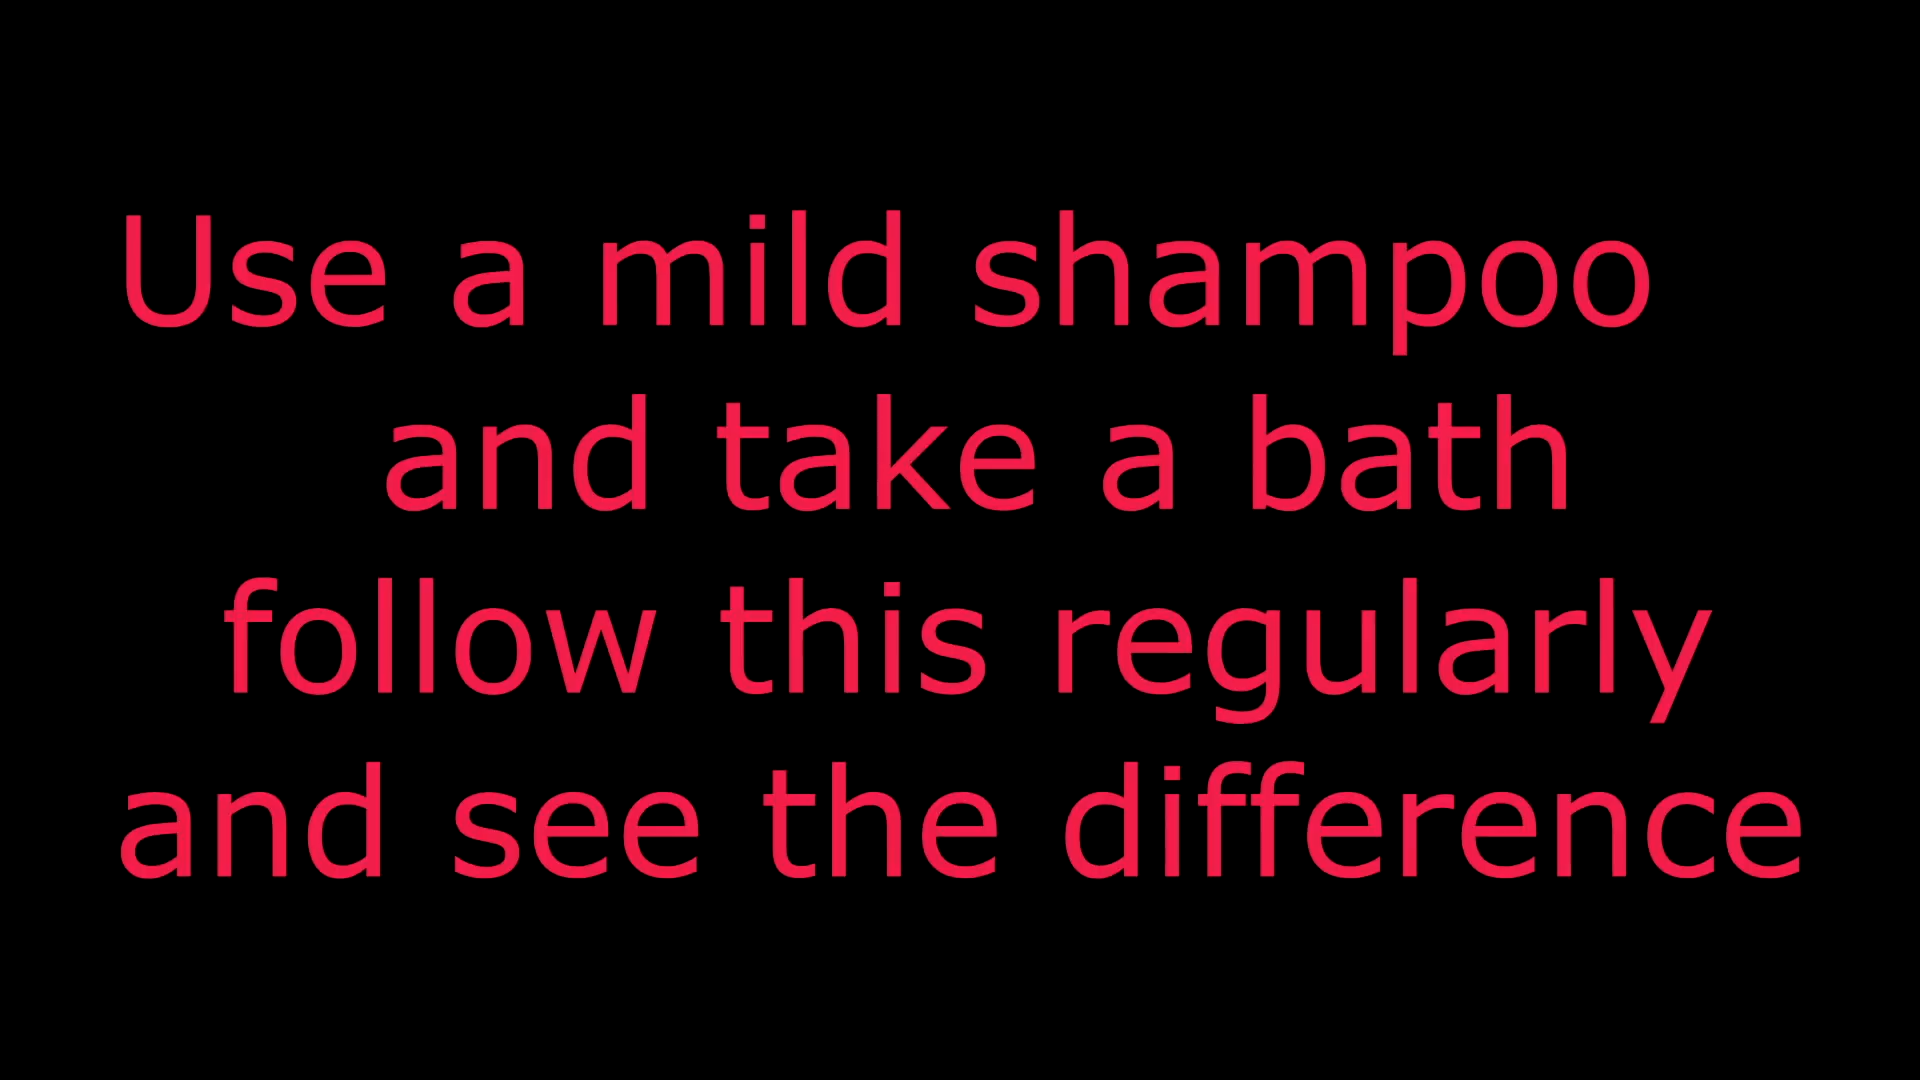 Use a mild shampoo
and take a bath
follow this regularly
and see the difference